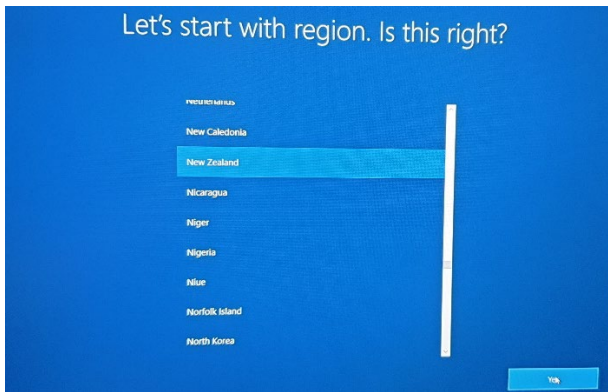 Let's start with region. Is this right?
Netherlands
New Caledonia
New Zealand
Nicaragua
Niger
Nigeria
Niue
Norfolk Island
North Korea
Yes